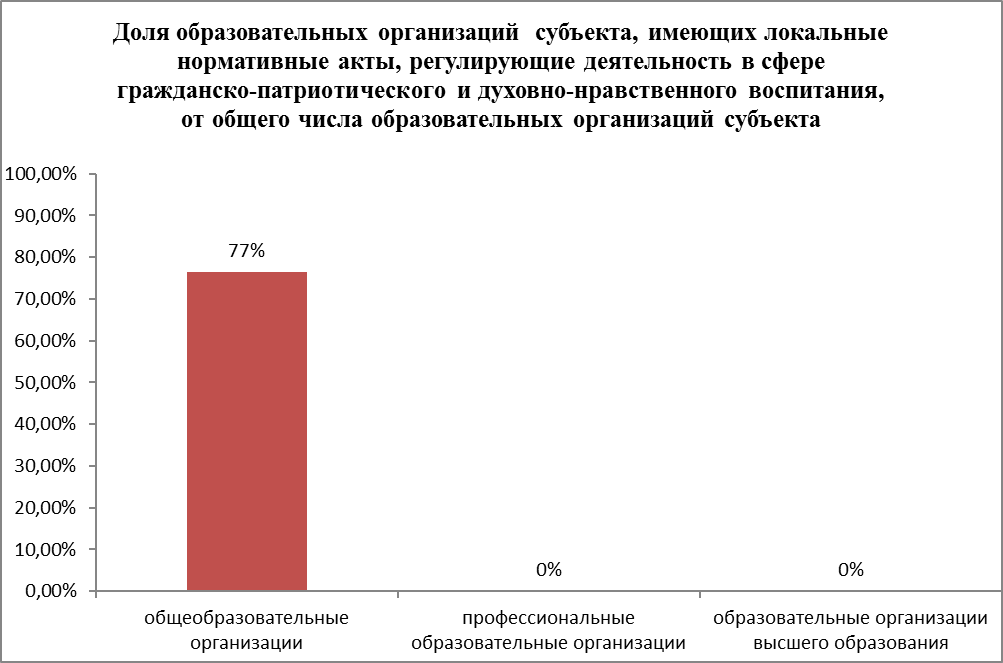 Доля образовательных организаций субъекта, имеющих локальные
нормативные акты, регулирующие деятельность в сфере
гражданско-патриотического и духовно-нравственного воспитания,
от общего числа образовательных организаций субъекта
100,00%
90,00%
80,00%
70,00%
60,00%
50,00%
40,00%
30,00%
20,00%
10,00%
0,00%
77%
0%
0%
общеобразовательные
организации
профессиональные
образовательные организации
образовательные организации
высшего образования